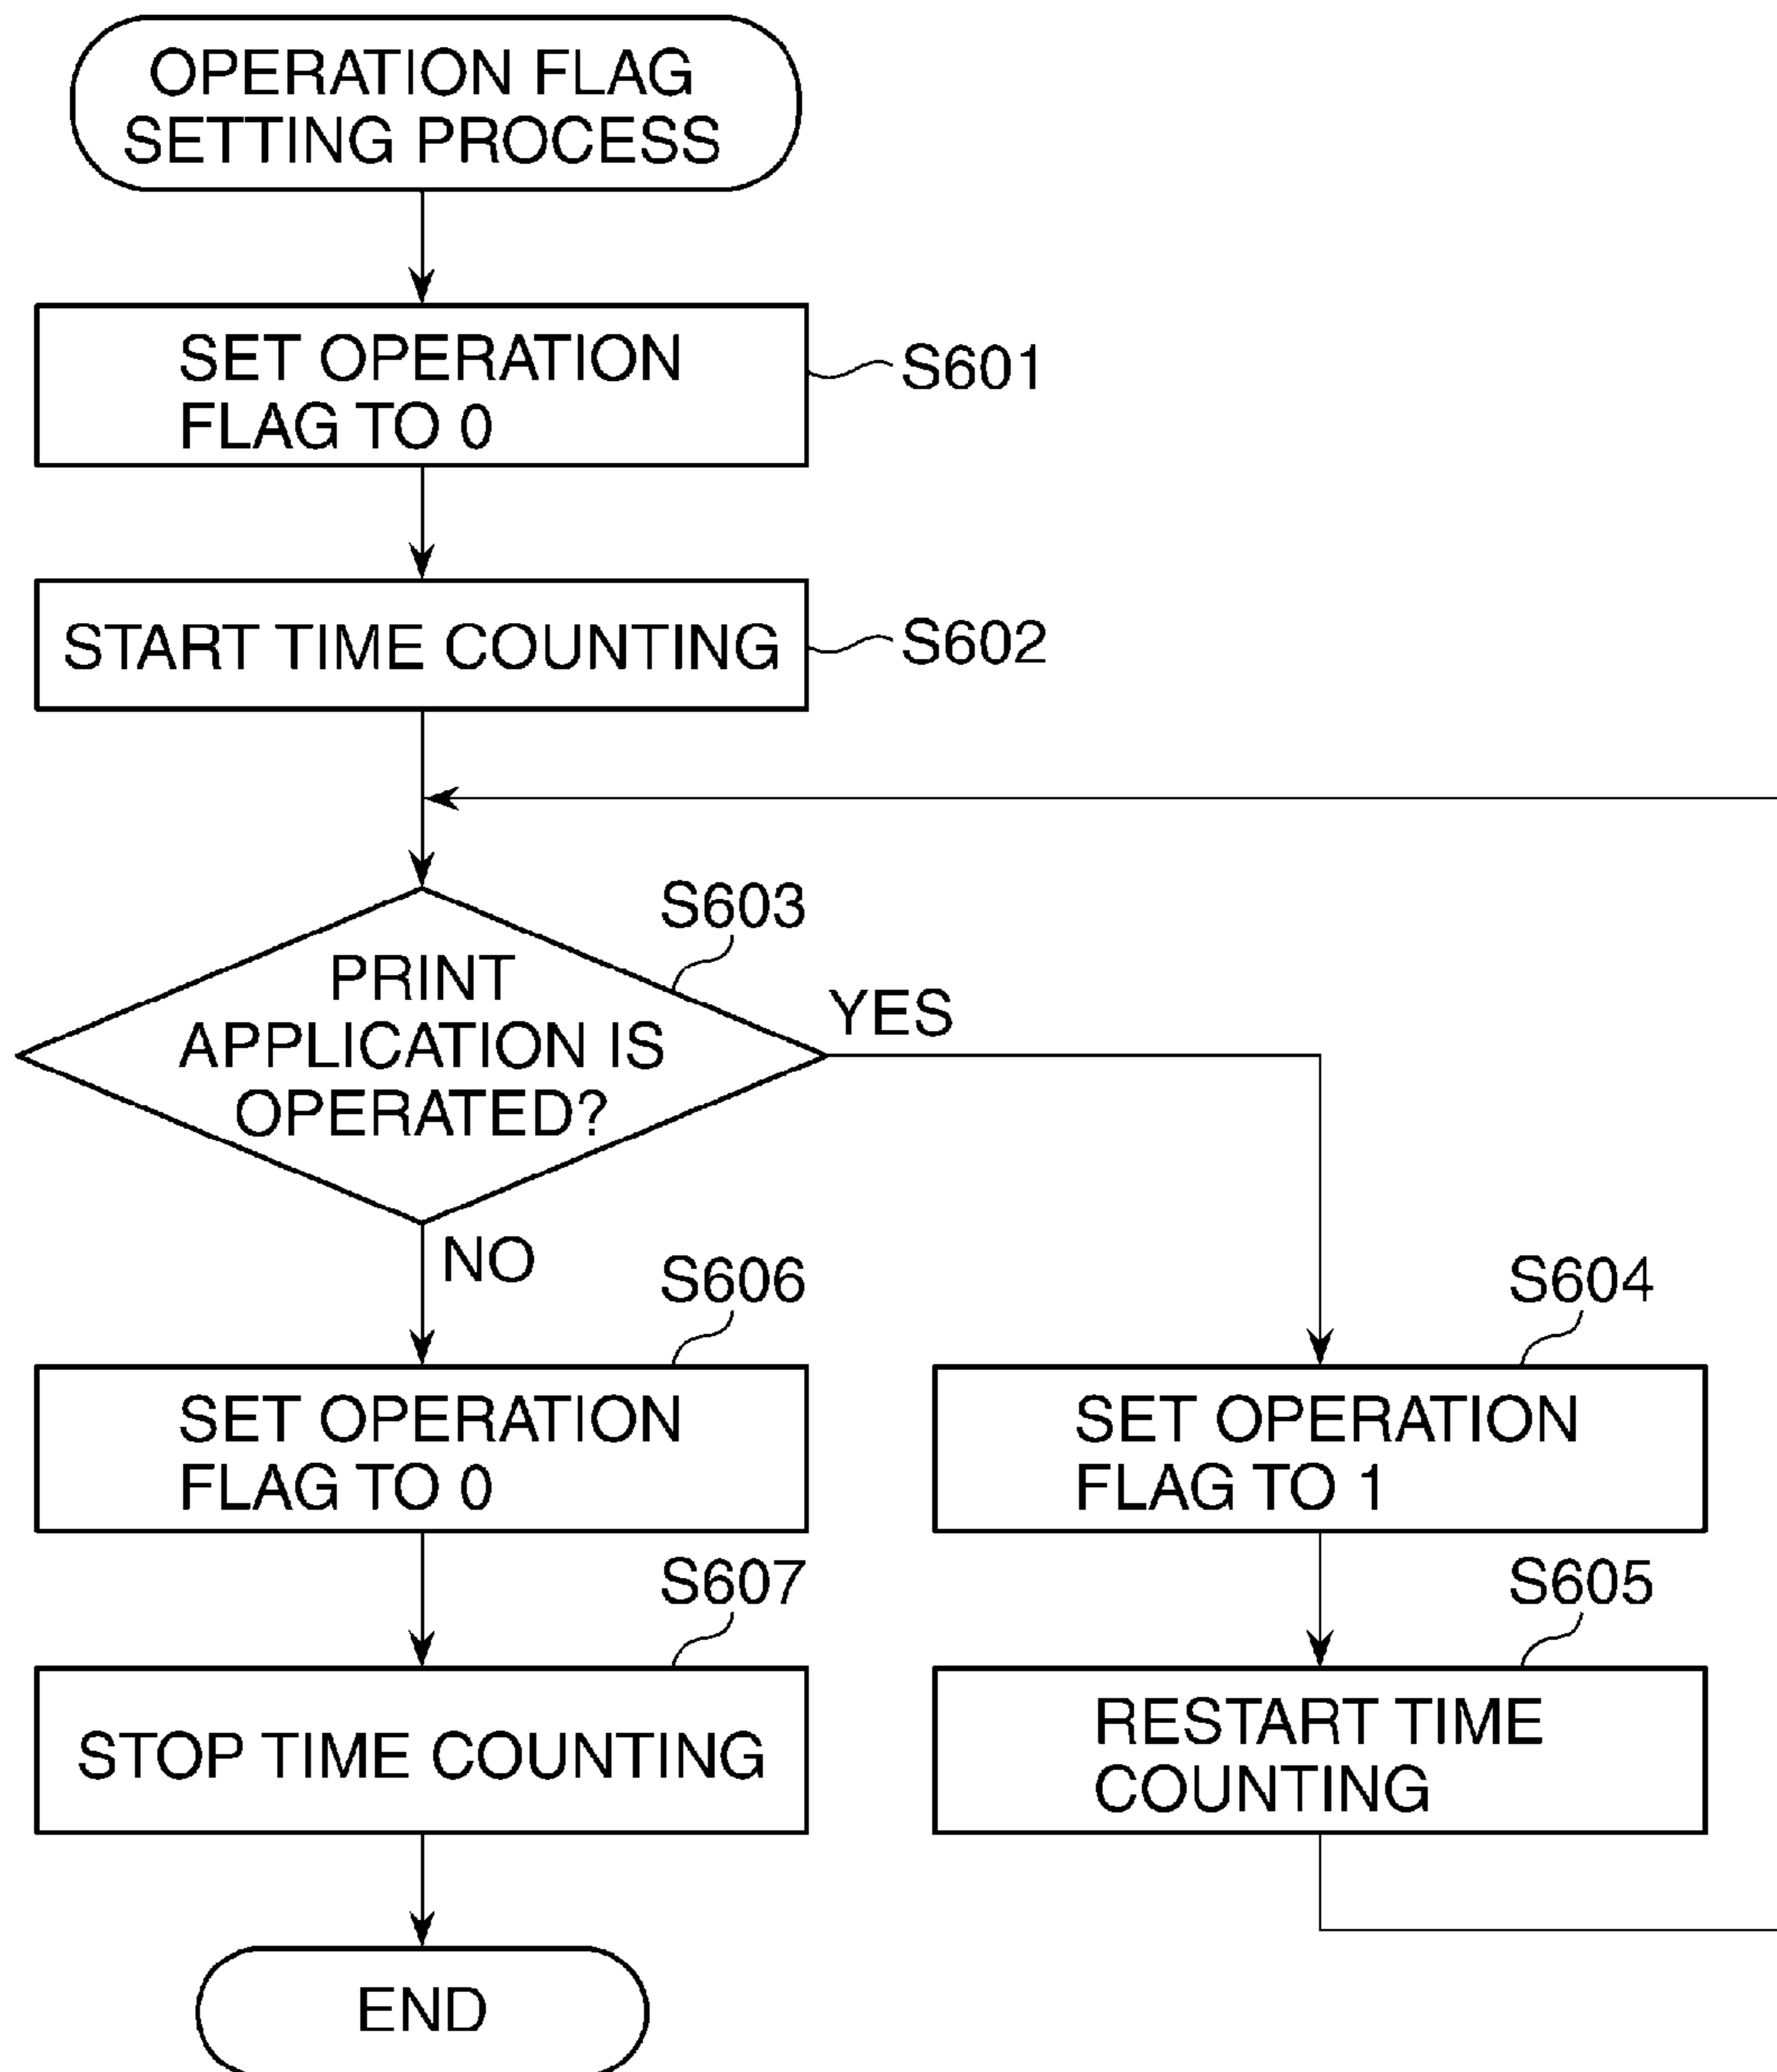 OPERATION FLAG
SETTING PROCESS
SET OPERATION
FLAG TO 0
S601
START TIME COUNTING
S602
S603
PRINT
APPLICATION IS
OPERATED?
YES
NO
S606
SET OPERATION
FLAG TO 0
S604
SET OPERATION
FLAG TO 1
S607
STOP TIME COUNTING
S605
RESTART TIME
COUNTING
END